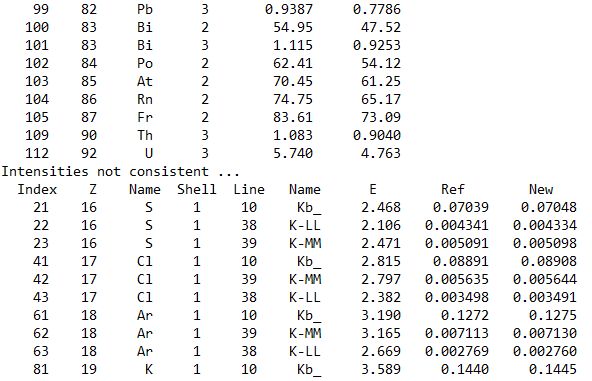 99 82 Pb 3 0.9387 0.7786
100 83 Bi 2 54.95 47.52
101 83 Bi 3 1.115 0.9253
102 84 Po 2 62.41 54.12
103 85 At 2 70.45 61.25
104 86 Rn 2 74.75 65.17
105 87 Fr 2 83.61 73.09
109 90 Th 3 1.083 0.9040
112 92 U 3 5.740 4.763
Intensities not consistent ...
Index Z Name Shell Line Name E Ref New
21 16 S 1 10 Kb_ 2.468 0.07039 0.07048
22 16 S 1 38 K-LL 2.106 0.004341 0.004334
23 16 S 1 39 K-MM 2.471 0.005091 0.005098
41 17 Cl 1 10 Kb_ 2.815 0.08891 0.08908
42 17 Cl 1 39 K-MM 2.797 0.005635 0.005644
43 17 Cl 1 38 K-LL 2.382 0.003498 0.003491
61 18 Ar 1 10 Kb_ 3.190 0.1272 0.1275
62 18 Ar 1 39 K-MM 3.165 0.007113 0.007130
63 18 Ar 1 38 K-LL 2.669 0.002769 0.002760
81 19 K 1 10 Kb_ 3.589 0.1440 0.1445